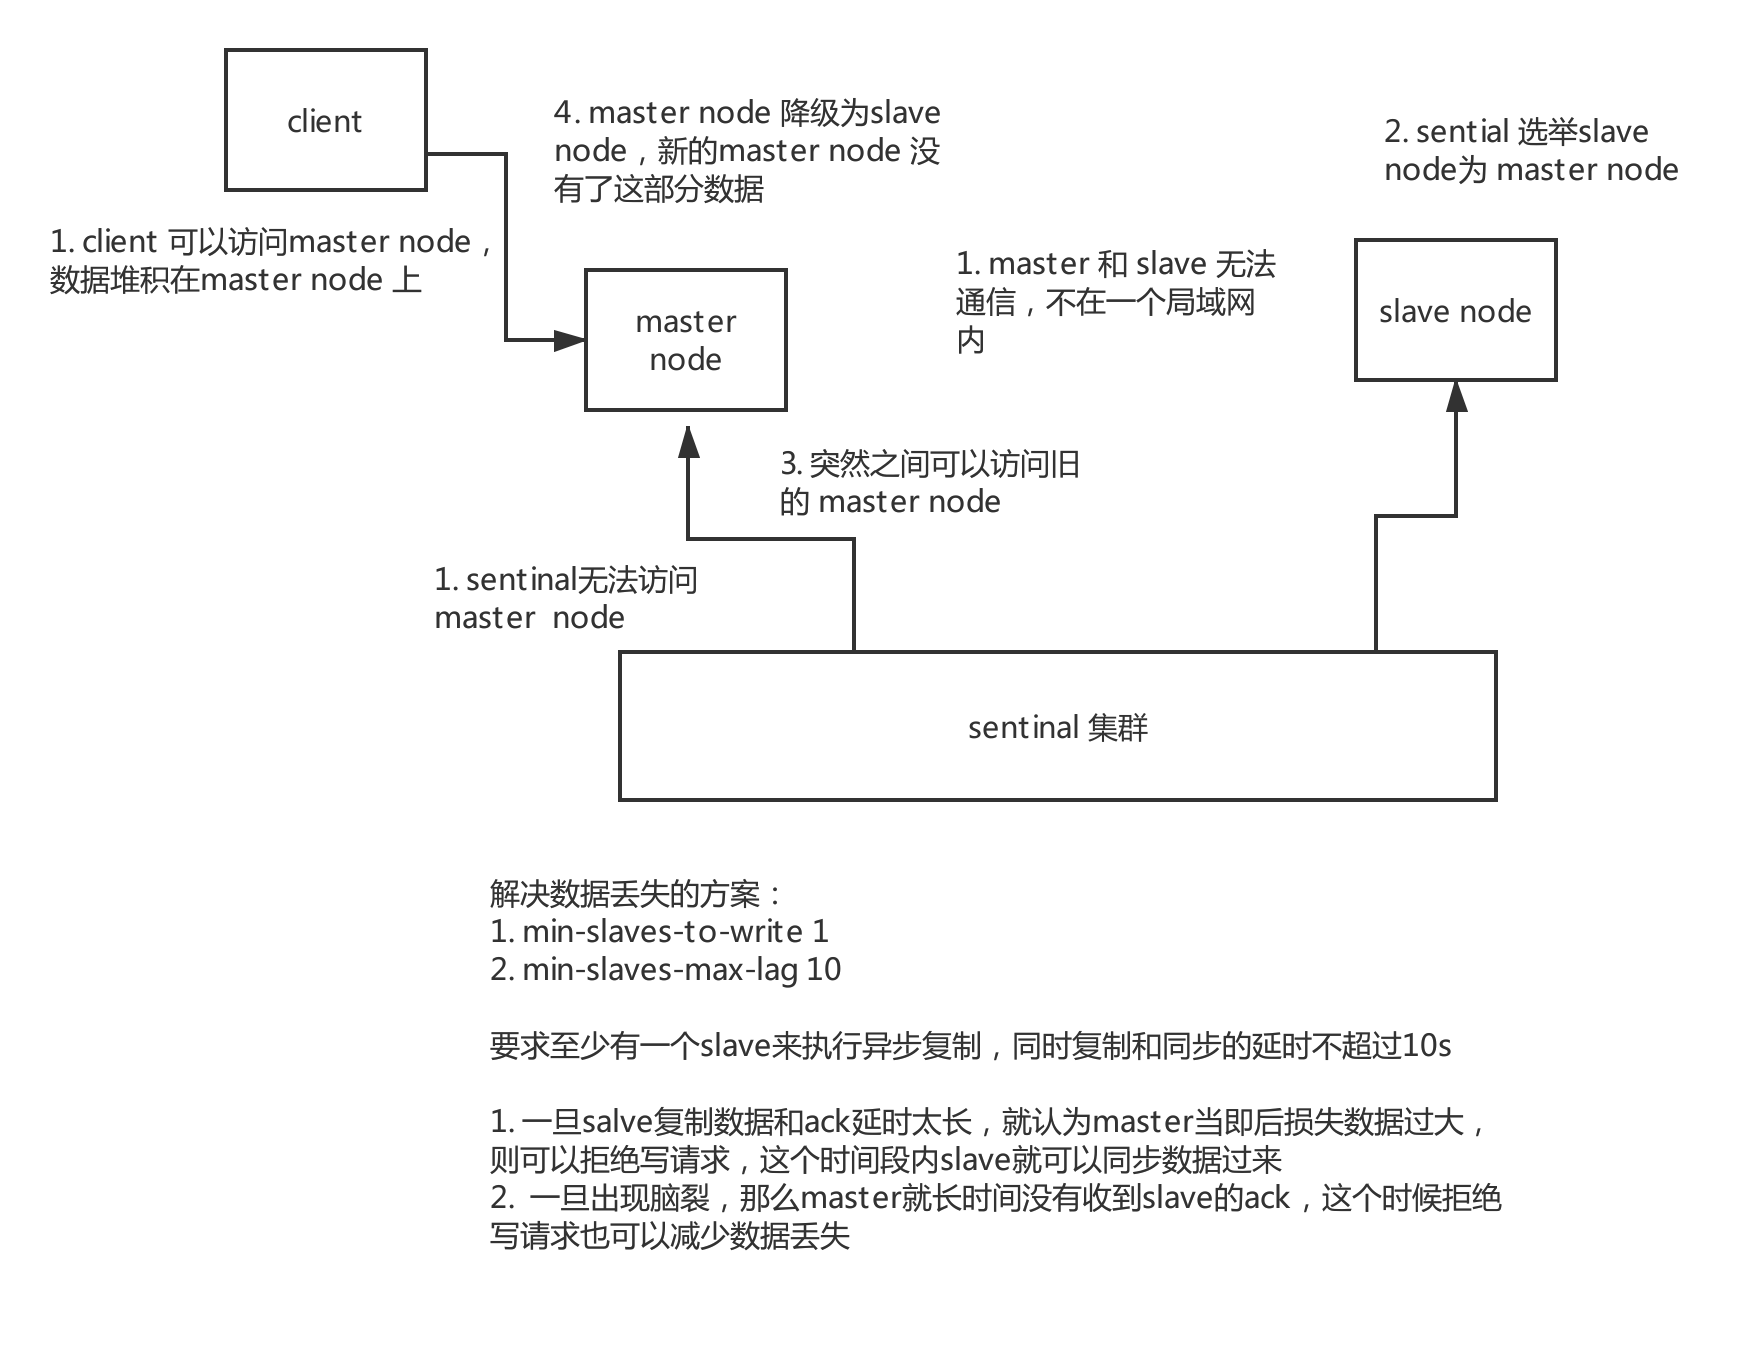 client
4. master node 降级为slave
node，新的master node 没
有了这部分数据
2. sential 选举slave
node为 master node
1. client 可以访问master node，
数据堆积在master node 上
1. master 和 slave 无法
通信，不在一个局域网
内
slave node
master
node
3. 突然之间可以访问旧
的 master node
1. sentinal无法访问
master  node
sentinal 集群
解决数据丢失的方案：
1. min-slaves-to-write 1
2. min-slaves-max-lag 10
要求至少有一个slave来执行异步复制，同时复制和同步的延时不超过10s
1. 一旦salve复制数据和ack延时太长，就认为master当即后损失数据过大，
则可以拒绝写请求，这个时间段内slave就可以同步数据过来
2.  一旦出现脑裂，那么master就长时间没有收到slave的ack，这个时候拒绝
写请求也可以减少数据丢失